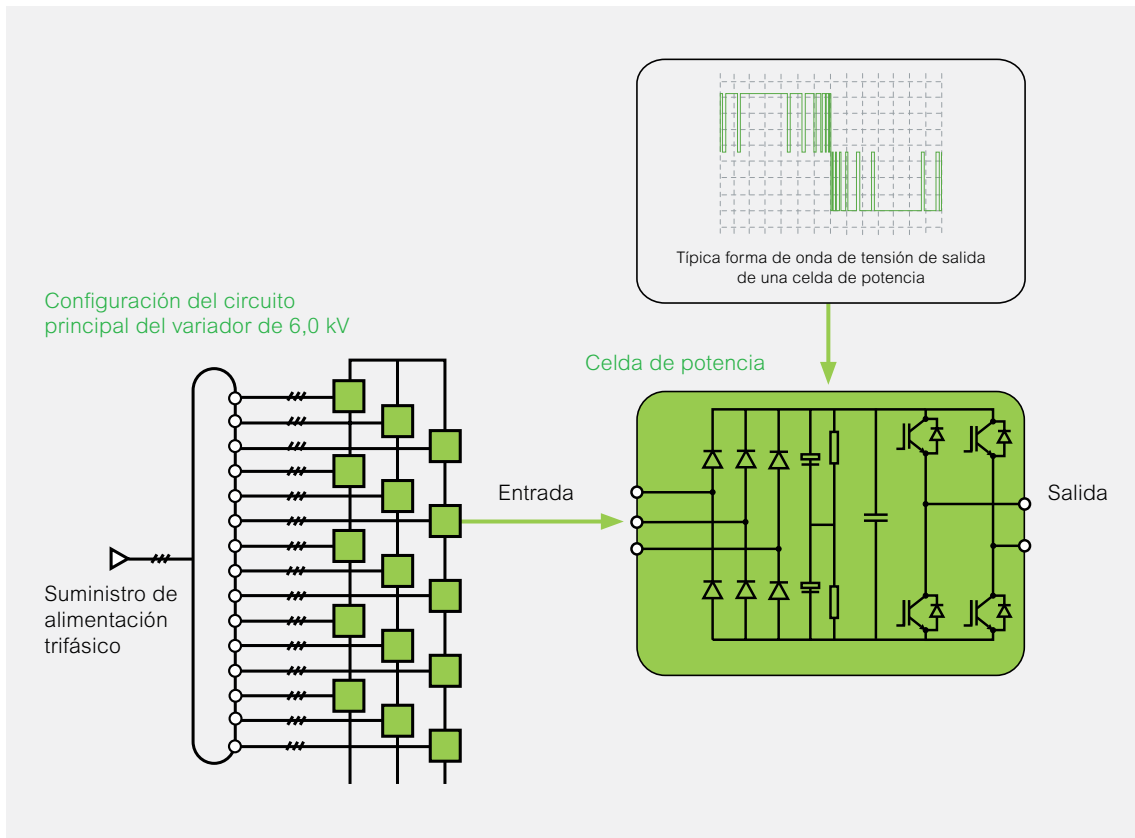 Típica forma de onda de tensión de salida
de una celda de potencia
Configuración del circuito
principal del variador de 6,0 kV
Celda de potencia
Entrada
Salida
Suministro de
alimentación
trifásico